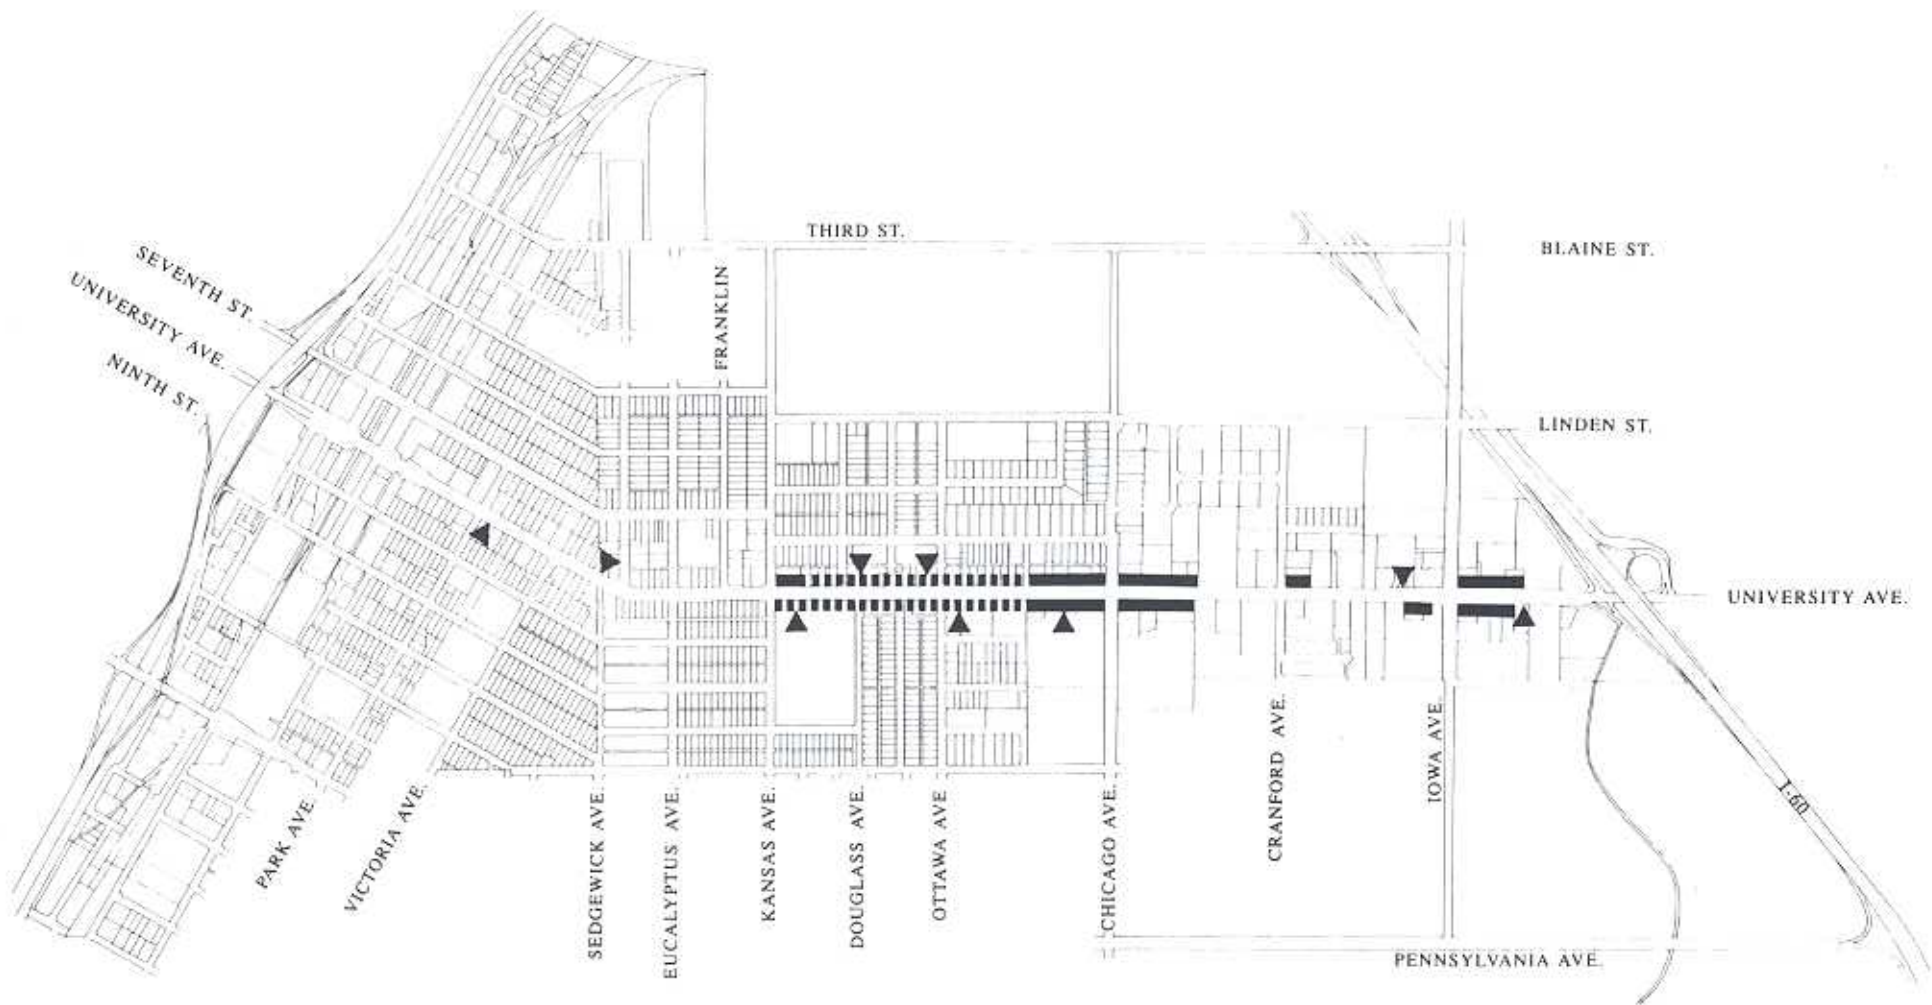 THIRD ST.
BLAINE ST.
SEVENTH ST.
UNIVERSITY AVE.
NINTH ST.
FRANKLIN
LINDEN ST.
UNIVERSITY AVE.
PARK AVE.
VICTORIA AVE.
SEDGEWICK AVE.
EUCALYPTUS AVE.
KANSAS AVE.
DOUGLASS AVE.
OTTAWA AVE.
CHICAGO AVE.
CRANFORD AVE.
IOWA AVE.
I-60
PENNSYLVANIA AVE.